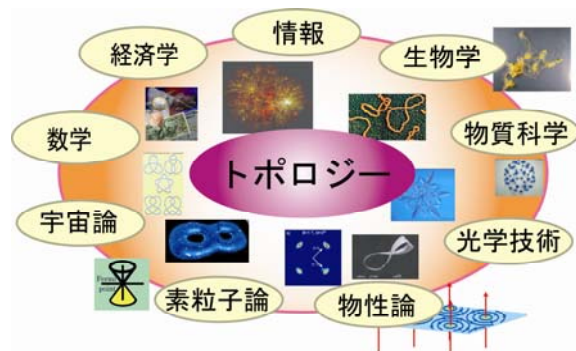 情報
経済学
生物学
数学
物質科学
トポロジー
宇宙論
光学技術
素粒子論
物性論
point